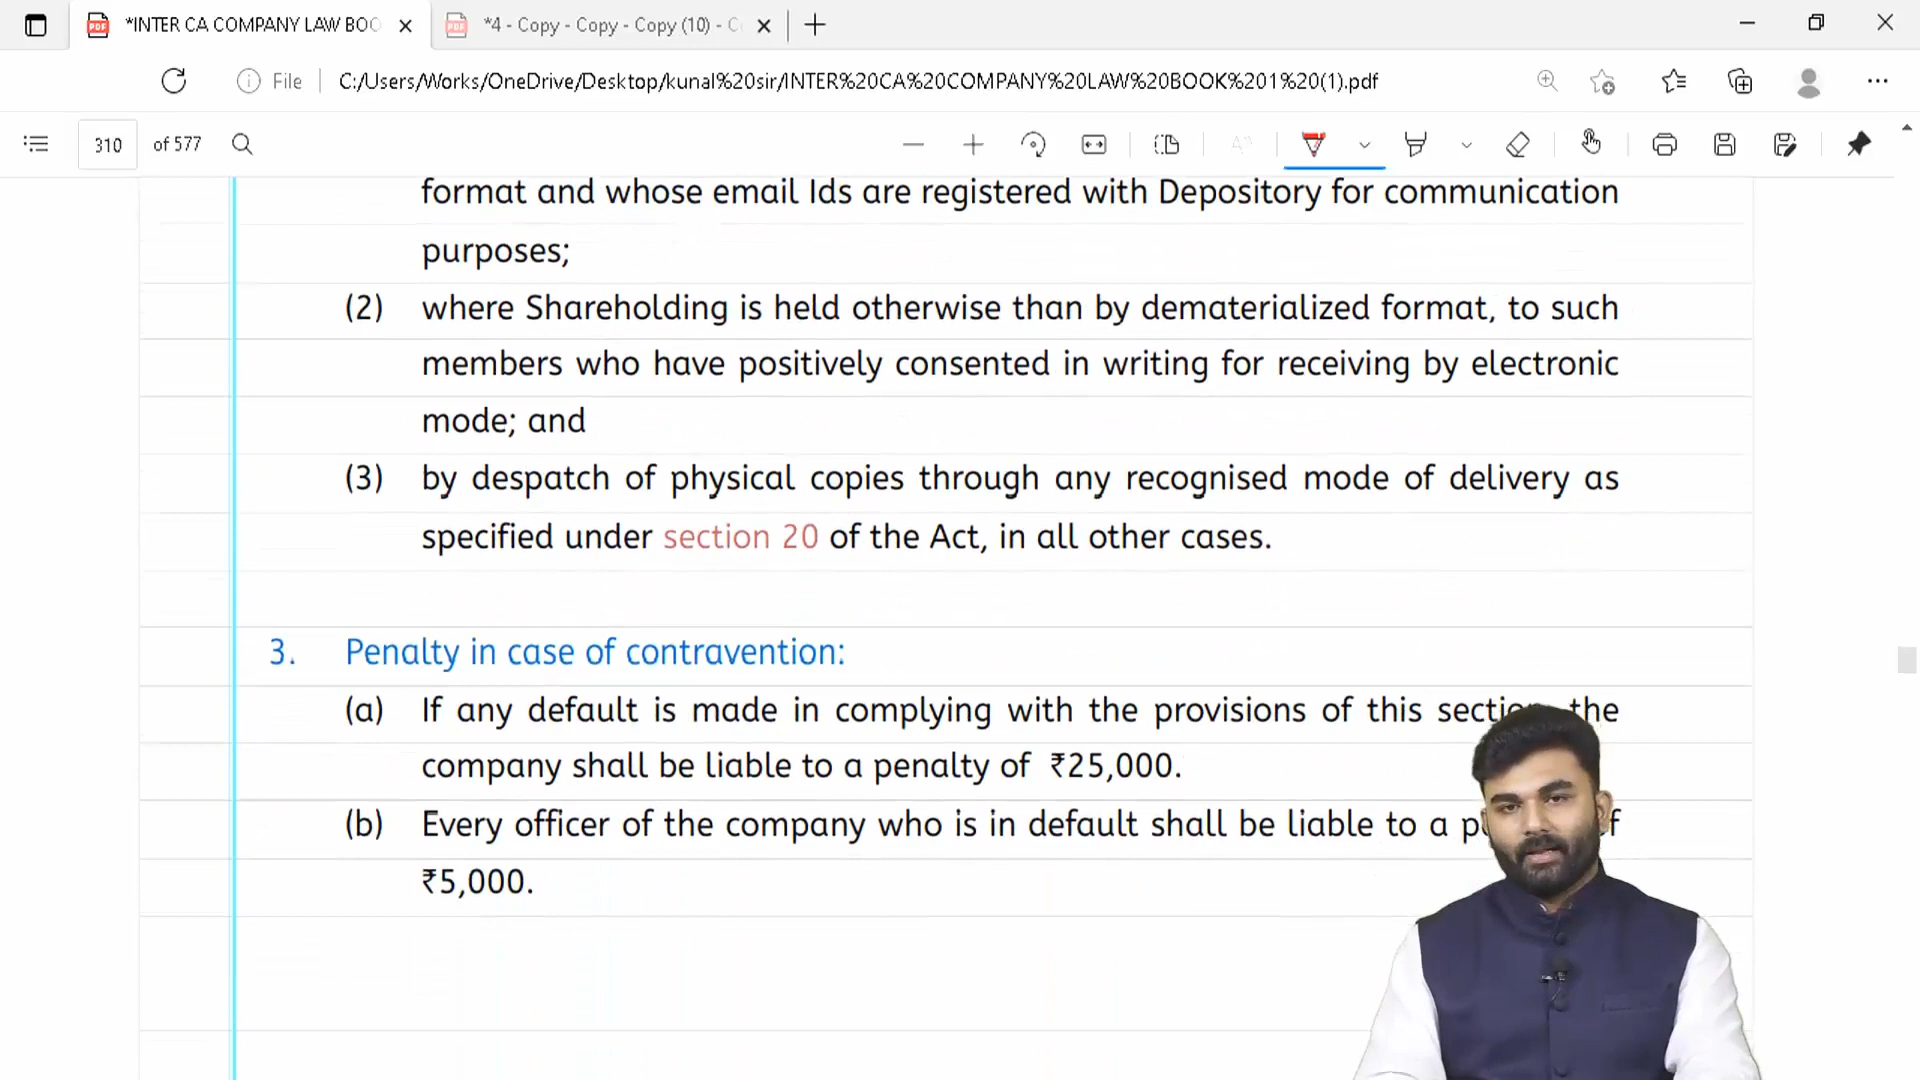 *INTER CA COMPANY LAW BOO
*4 - Copy - Copy - Copy (10) - C
File
C:/Users/Works/OneDrive/Desktop/kunal%20sir/INTER%20CA%20COMPANY%20LAW%20BOOK%201%20(1).pdf
310 of 577
format and whose email Ids are registered with Depository for communication
purposes;
(2) where Shareholding is held otherwise than by dematerialized format, to such
members who have positively consented in writing for receiving by electronic
mode; and
(3) by despatch of physical copies through any recognised mode of delivery as
specified under section 20 of the Act, in all other cases.
3. Penalty in case of contravention:
(a) If any default is made in complying with the provisions of this the
company shall be liable to a penalty of ₹25,000.
(b) Every officer of the company who is in default shall be liable to a
₹5,000.